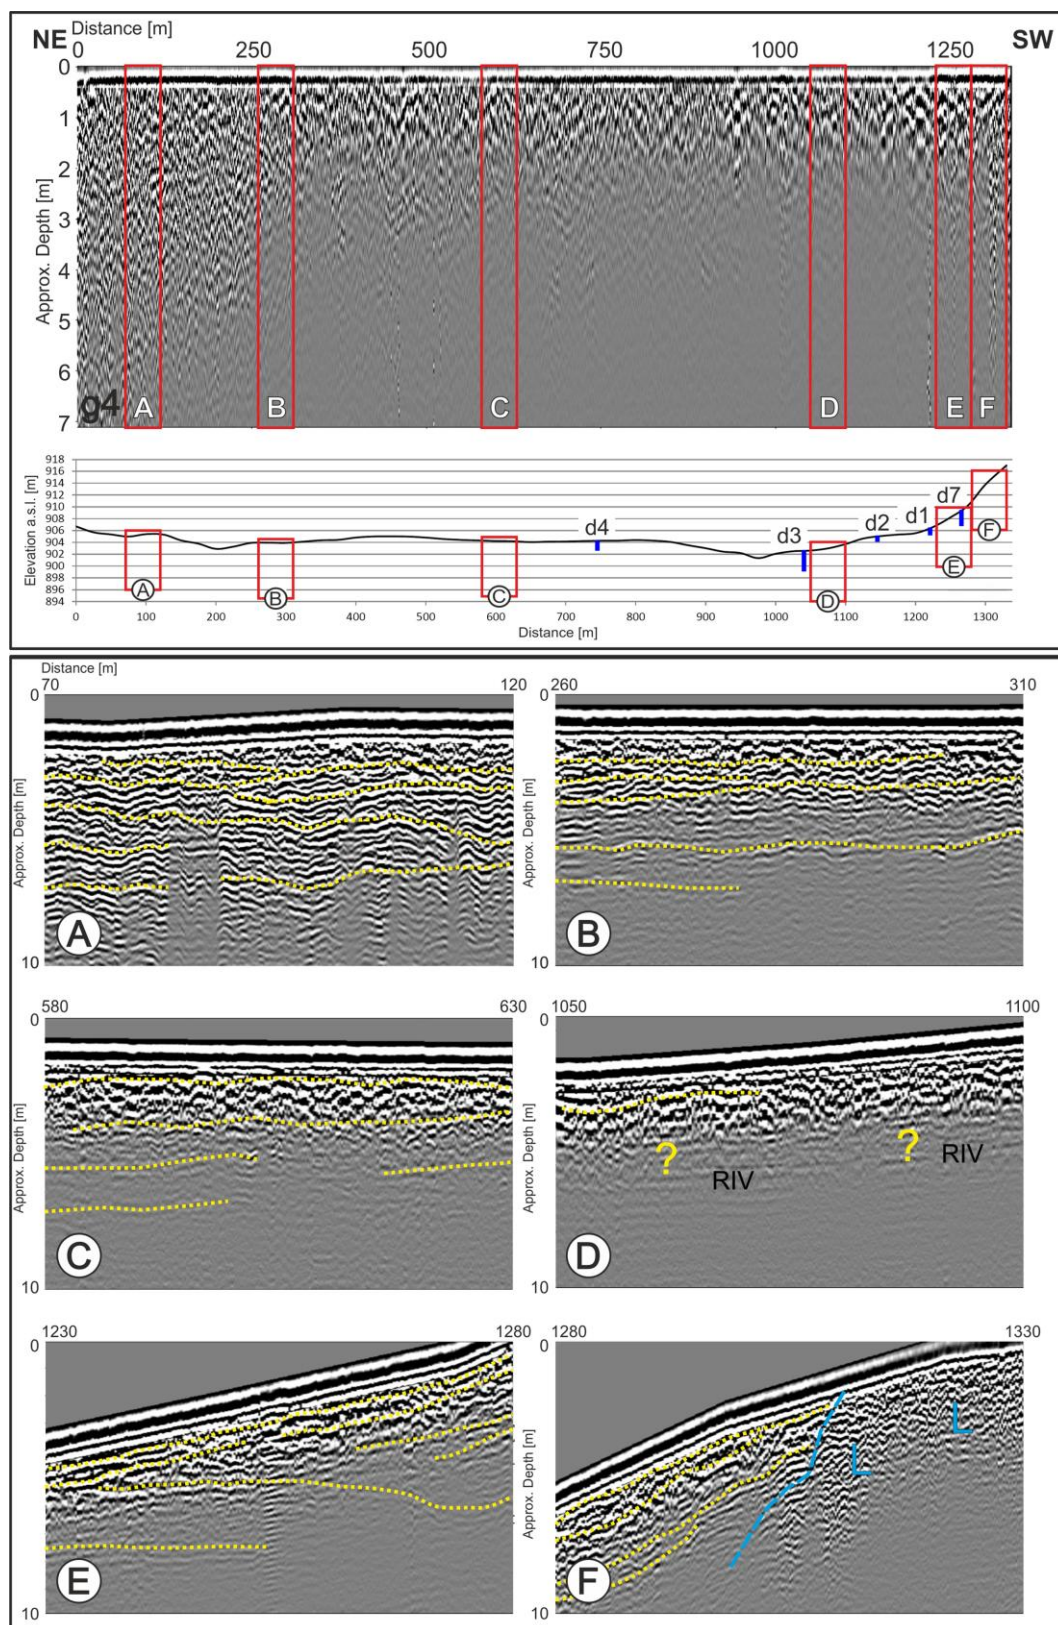 Distance [m]
NE 0 250 500 750 1000 1250 SW
Approx. Depth [m]
0
1
2
3
4
5
6
7
g4 A B C D E F
Elevation a.s.l. [m]
918
916
914
912
910
908
906
904
902
900
898
896
894
d4 d3 d2 d1 d7
A B C D E F
0 100 200 300 400 500 600 700 800 900 1000 1100 1200 1300
Distance [m]
Distance [m]
70 120
0
Approx. Depth [m]
A
10
260 310
0
Approx. Depth [m]
B
10
580 630
0
Approx. Depth [m]
C
10
1050 1100
0
Approx. Depth [m]
? ?
RIV RIV
D
10
1230 1280
0
Approx. Depth [m]
E
10
1280 1330
0
Approx. Depth [m]
L
L
F
10